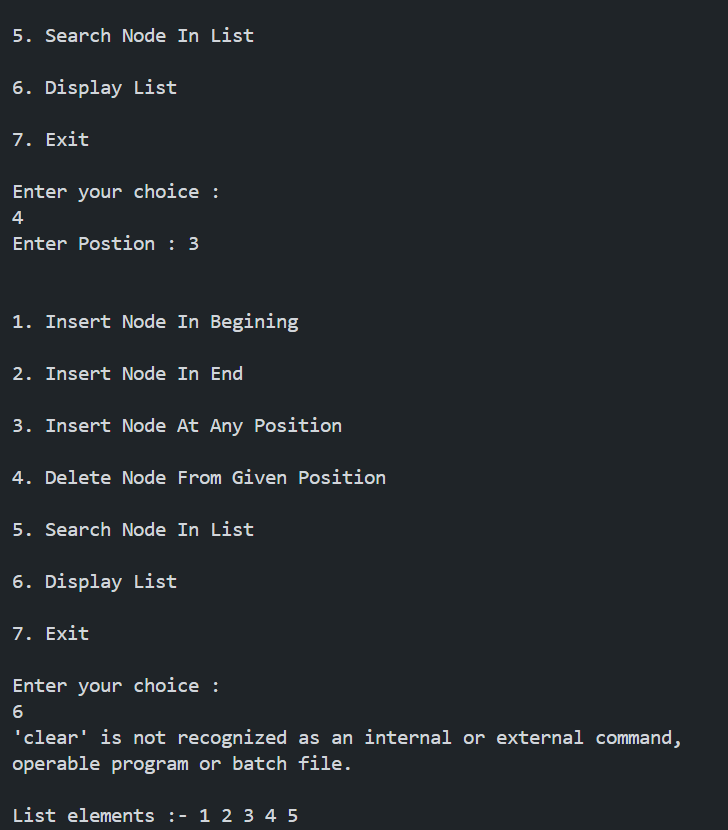 5. Search Node In List
6. Display List
7. Exit
Enter your choice :
4
Enter Postion : 3
1. Insert Node In Begining
2. Insert Node In End
3. Insert Node At Any Position
4. Delete Node From Given Position
5. Search Node In List
6. Display List
7. Exit
Enter your choice :
6
'clear' is not recognized as an internal or external command,
operable program or batch file.
List elements :- 1 2 3 4 5